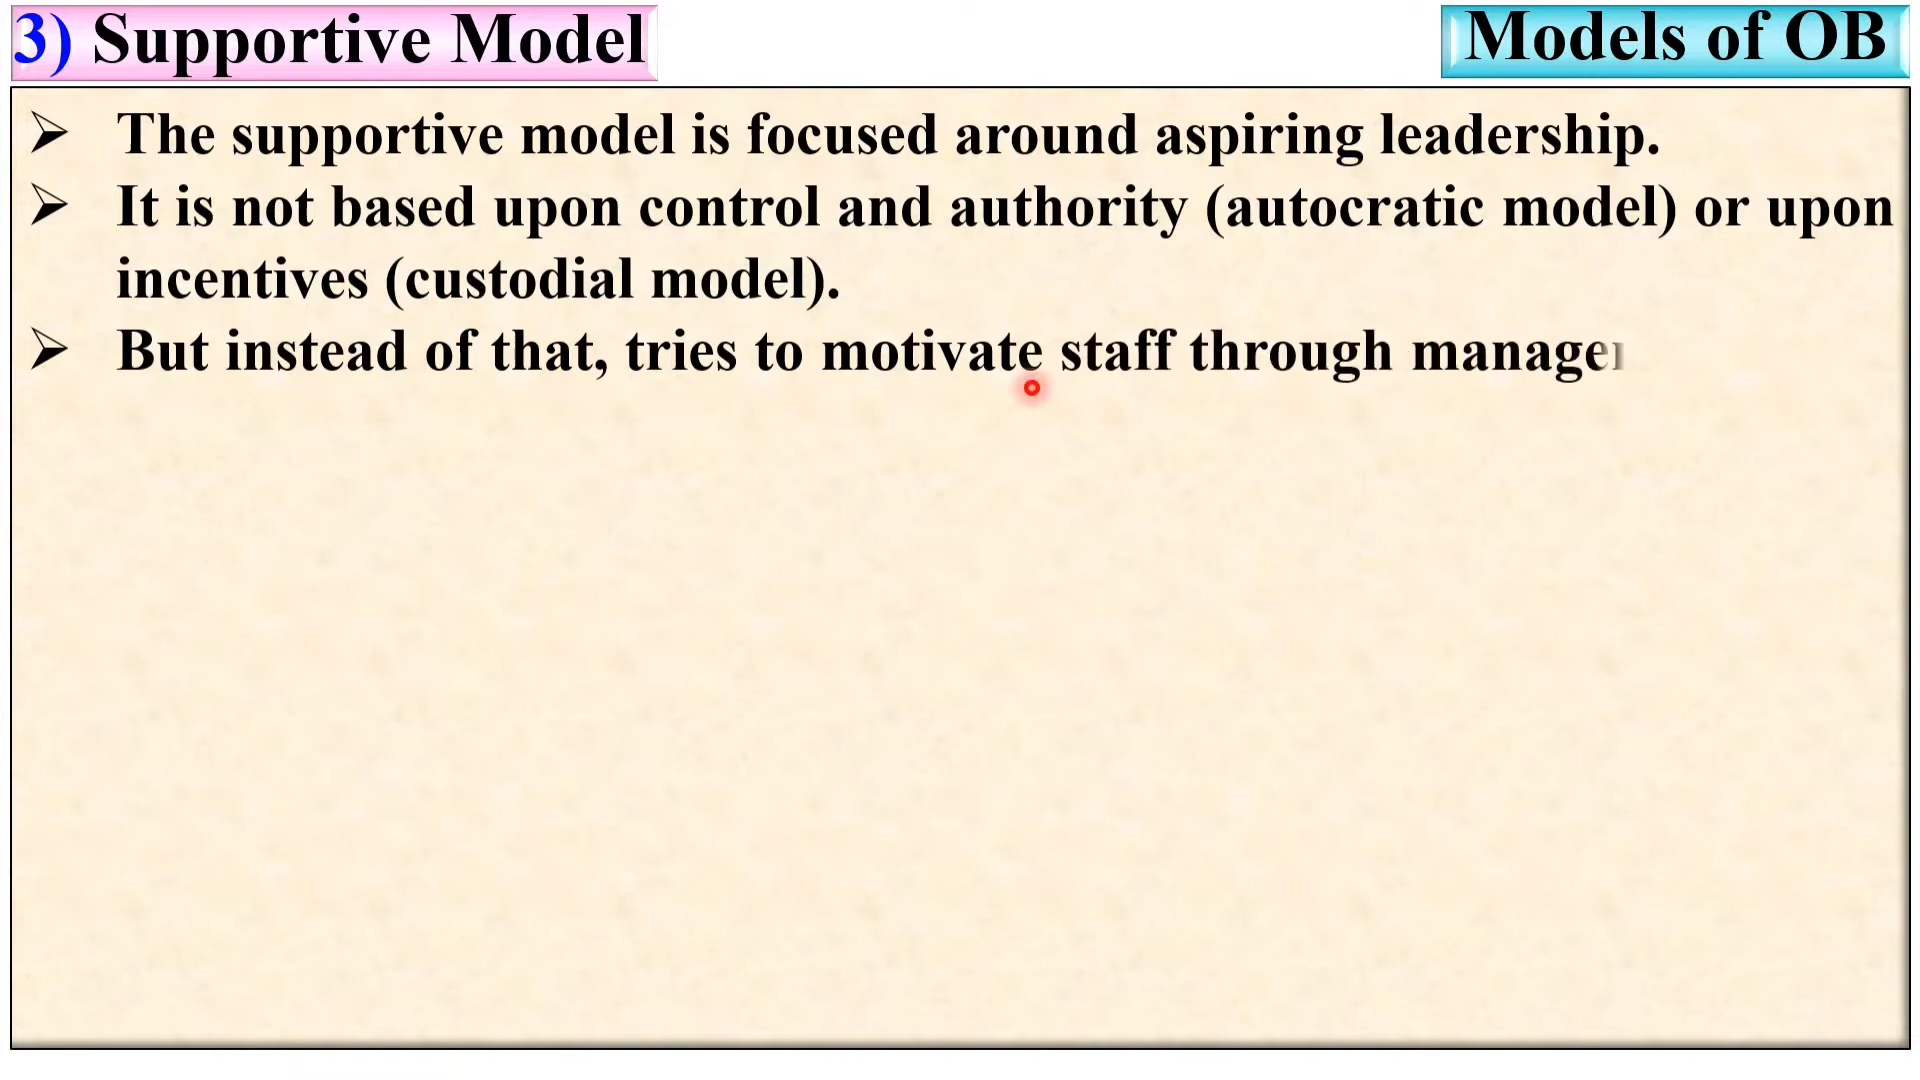 3) Supportive Model
Models of OB
➢ The supportive model is focused around aspiring leadership.
➢ It is not based upon control and authority (autocratic model) or upon
incentives (custodial model).
➢ But instead of that, tries to motivate staff through